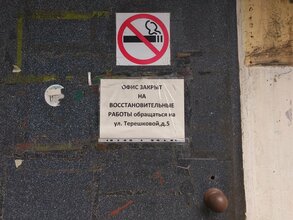 ОФИС ЗАКРЫТ
НА
ВОССТАНОВИТЕЛЬНЫЕ
РАБОТЫ обращаться на
ул. Терешковой,д.5